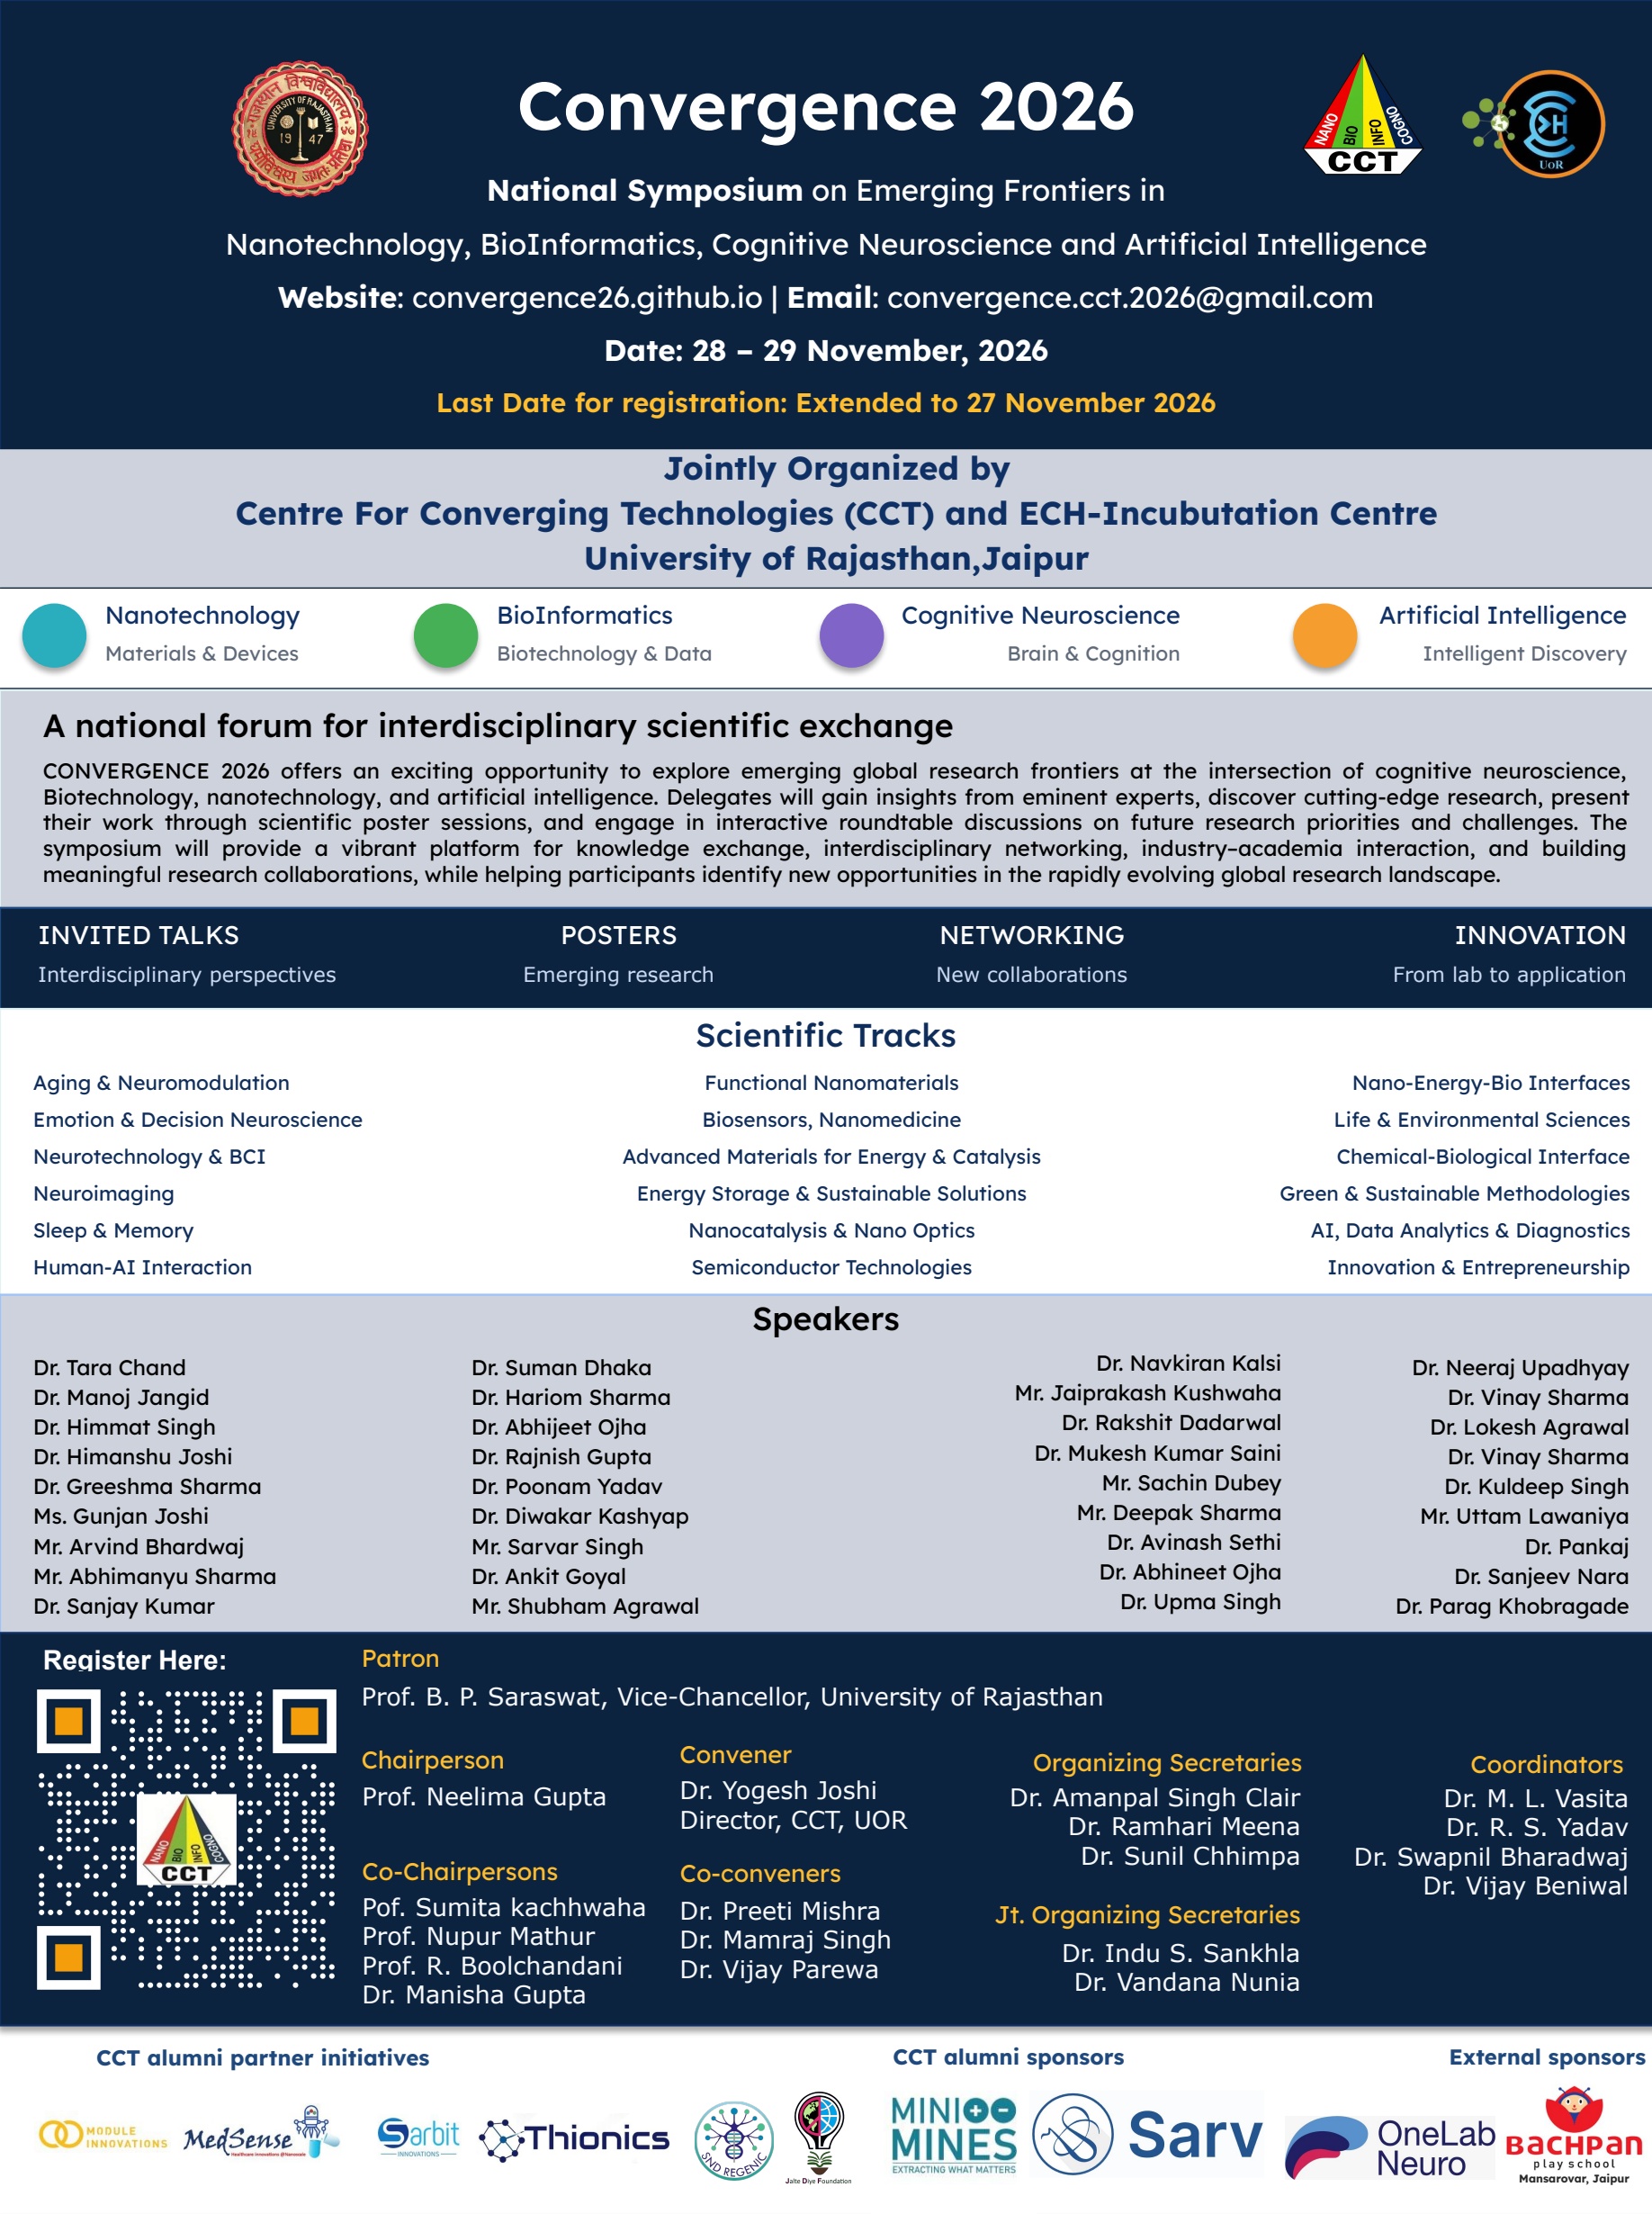 राजस्थान विश्वविद्यालय
UNIVERSITY OF RAJASTHAN
19 47
धर्मो विश्वस्य जगतः प्रतिष्ठा
Convergence 2026
NANO BIO INFO COGNO
CCT
UoR
National Symposium on Emerging Frontiers in
Nanotechnology, BioInformatics, Cognitive Neuroscience and Artificial Intelligence
Website: convergence26.github.io | Email: convergence.cct.2026@gmail.com
Date: 28 – 29 November, 2026
Last Date for registration: Extended to 27 November 2026
Jointly Organized by
Centre For Converging Technologies (CCT) and ECH-Incubutation Centre
University of Rajasthan,Jaipur
Nanotechnology
Materials & Devices
BioInformatics
Biotechnology & Data
Cognitive Neuroscience
Brain & Cognition
Artificial Intelligence
Intelligent Discovery
A national forum for interdisciplinary scientific exchange
CONVERGENCE 2026 offers an exciting opportunity to explore emerging global research frontiers at the intersection of cognitive neuroscience,
Biotechnology, nanotechnology, and artificial intelligence. Delegates will gain insights from eminent experts, discover cutting-edge research, present
their work through scientific poster sessions, and engage in interactive roundtable discussions on future research priorities and challenges. The
symposium will provide a vibrant platform for knowledge exchange, interdisciplinary networking, industry–academia interaction, and building
meaningful research collaborations, while helping participants identify new opportunities in the rapidly evolving global research landscape.
INVITED TALKS
Interdisciplinary perspectives
POSTERS
Emerging research
NETWORKING
New collaborations
INNOVATION
From lab to application
Scientific Tracks
Aging & Neuromodulation
Emotion & Decision Neuroscience
Neurotechnology & BCI
Neuroimaging
Sleep & Memory
Human-AI Interaction
Functional Nanomaterials
Biosensors, Nanomedicine
Advanced Materials for Energy & Catalysis
Energy Storage & Sustainable Solutions
Nanocatalysis & Nano Optics
Semiconductor Technologies
Nano-Energy-Bio Interfaces
Life & Environmental Sciences
Chemical-Biological Interface
Green & Sustainable Methodologies
AI, Data Analytics & Diagnostics
Innovation & Entrepreneurship
Speakers
Dr. Tara Chand
Dr. Manoj Jangid
Dr. Himmat Singh
Dr. Himanshu Joshi
Dr. Greeshma Sharma
Ms. Gunjan Joshi
Mr. Arvind Bhardwaj
Mr. Abhimanyu Sharma
Dr. Sanjay Kumar
Dr. Suman Dhaka
Dr. Hariom Sharma
Dr. Abhijeet Ojha
Dr. Rajnish Gupta
Dr. Poonam Yadav
Dr. Diwakar Kashyap
Mr. Sarvar Singh
Dr. Ankit Goyal
Mr. Shubham Agrawal
Dr. Navkiran Kalsi
Mr. Jaiprakash Kushwaha
Dr. Rakshit Dadarwal
Dr. Mukesh Kumar Saini
Mr. Sachin Dubey
Mr. Deepak Sharma
Dr. Avinash Sethi
Dr. Abhineet Ojha
Dr. Upma Singh
Dr. Neeraj Upadhyay
Dr. Vinay Sharma
Dr. Lokesh Agrawal
Dr. Vinay Sharma
Dr. Kuldeep Singh
Mr. Uttam Lawaniya
Dr. Pankaj
Dr. Sanjeev Nara
Dr. Parag Khobragade
Register Here:
NANO BIO INFO COGNO
CCT
Patron
Prof. B. P. Saraswat, Vice-Chancellor, University of Rajasthan
Chairperson
Prof. Neelima Gupta
Co-Chairpersons
Pof. Sumita kachhwaha
Prof. Nupur Mathur
Prof. R. Boolchandani
Dr. Manisha Gupta
Convener
Dr. Yogesh Joshi
Director, CCT, UOR
Co-conveners
Dr. Preeti Mishra
Dr. Mamraj Singh
Dr. Vijay Parewa
Organizing Secretaries
Dr. Amanpal Singh Clair
Dr. Ramhari Meena
Dr. Sunil Chhimpa
Jt. Organizing Secretaries
Dr. Indu S. Sankhla
Dr. Vandana Nunia
Coordinators
Dr. M. L. Vasita
Dr. R. S. Yadav
Dr. Swapnil Bharadwaj
Dr. Vijay Beniwal
CCT alumni partner initiatives
MODULE
INNOVATIONS
MedSense
Sarbit
INNOVATIONS
Thionics
SND REGENIC
Jalte Diye Foundation
CCT alumni sponsors
MINI
MINES
EXTRACTING WHAT MATTERS
Sarv
External sponsors
OneLab
Neuro
BACHPan
play school
Mansarovar, Jaipur